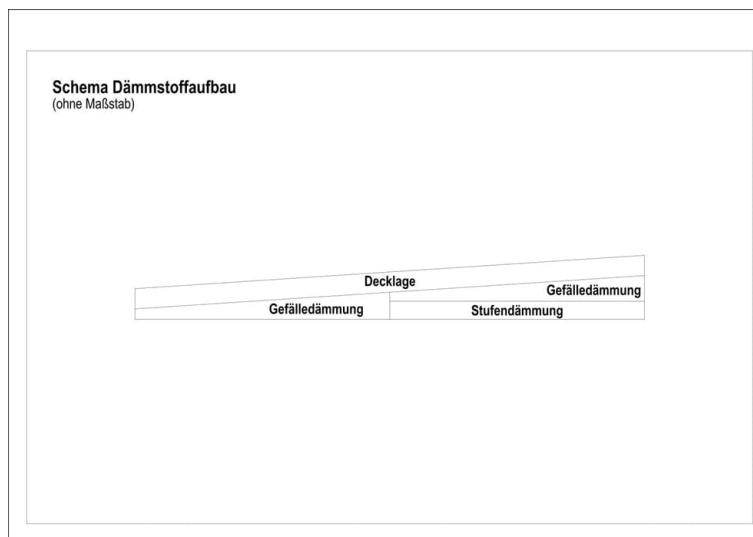 Schema Dämmstoffaufbau
(ohne Maßstab)
Decklage
Gefälledämmung
Gefälledämmung
Stufendämmung